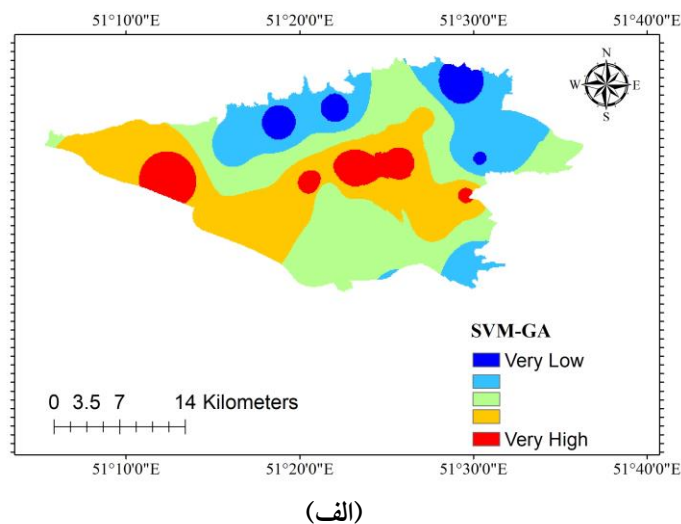 51°10'0"E 51°20'0"E 51°30'0"E 51°40'0"E
N
W E
S
SVM-GA
Very Low
Very High
0 3.5 7 14 Kilometers
51°10'0"E 51°20'0"E 51°30'0"E 51°40'0"E
(الف)